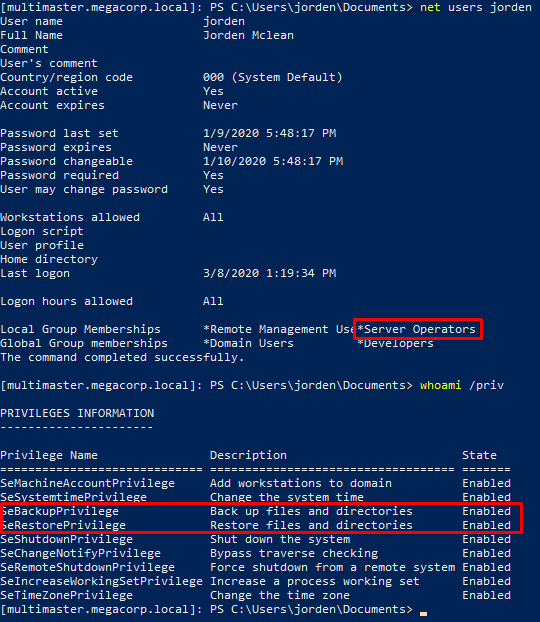 [multimaster.megacorp.local]: PS C:\Users\jorden\Documents> net users jorden
User name                    jorden
Full Name                    Jorden Mclean
Comment
User's comment
Country/region code          000 (System Default)
Account active               Yes
Account expires              Never

Password last set            1/9/2020 5:48:17 PM
Password expires             Never
Password changeable          1/10/2020 5:48:17 PM
Password required            Yes
User may change password     Yes

Workstations allowed         All
Logon script
User profile
Home directory
Last logon                   3/8/2020 1:19:34 PM

Logon hours allowed          All

Local Group Memberships      *Remote Management Use*Server Operators
Global Group memberships     *Domain Users         *Developers
The command completed successfully.

[multimaster.megacorp.local]: PS C:\Users\jorden\Documents> whoami /priv

PRIVILEGES INFORMATION
----------------------

Privilege Name                Description                         State
============================= =================================== =======
SeMachineAccountPrivilege     Add workstations to domain          Enabled
SeSystemtimePrivilege         Change the system time              Enabled
SeBackupPrivilege             Back up files and directories       Enabled
SeRestorePrivilege            Restore files and directories       Enabled
SeShutdownPrivilege           Shut down the system                Enabled
SeChangeNotifyPrivilege       Bypass traverse checking            Enabled
SeRemoteShutdownPrivilege     Force shutdown from a remote system Enabled
SeIncreaseWorkingSetPrivilege Increase a process working set      Enabled
SeTimeZonePrivilege           Change the time zone                Enabled
[multimaster.megacorp.local]: PS C:\Users\jorden\Documents>